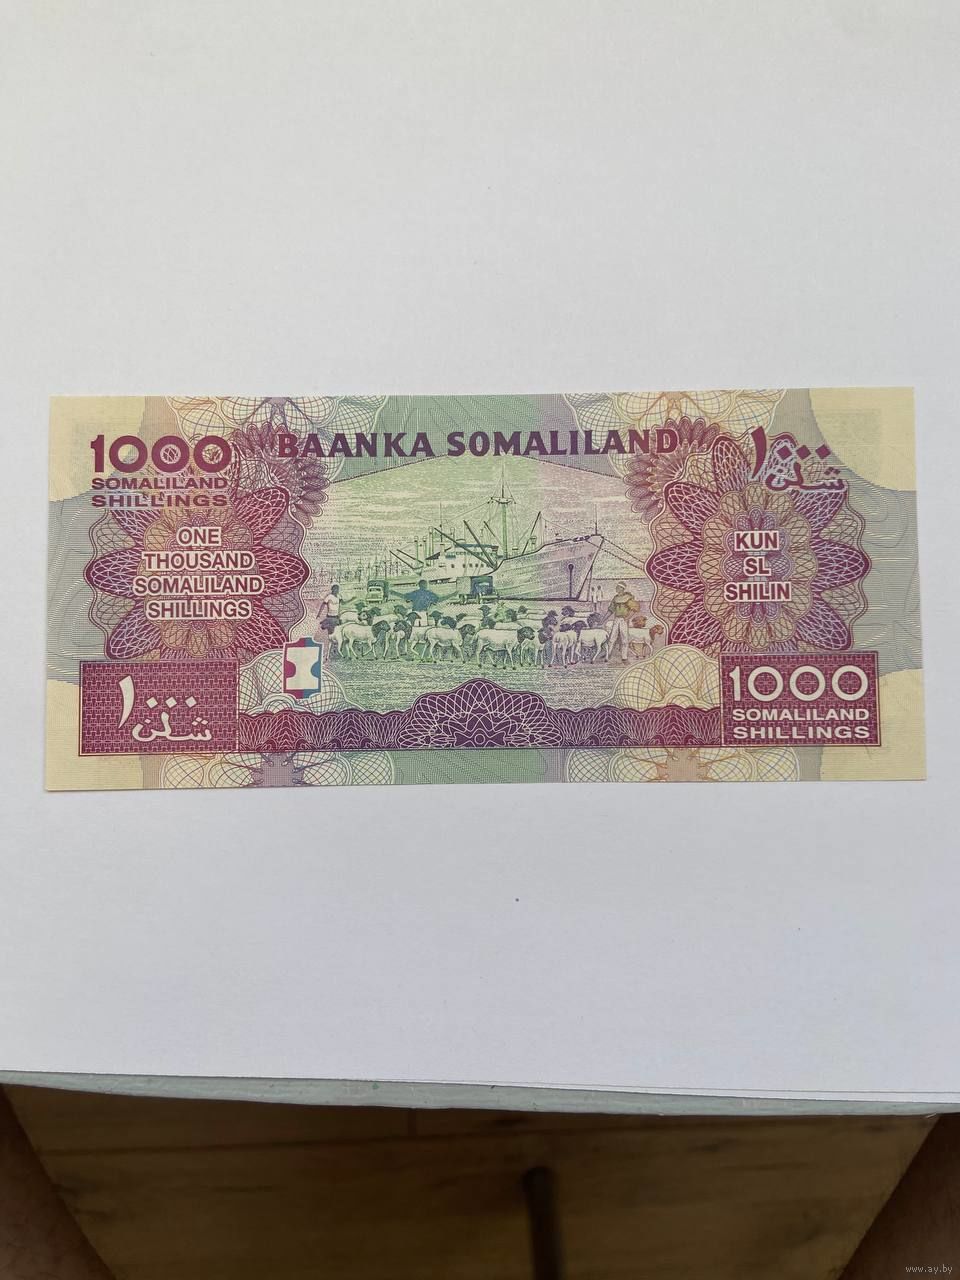 BAANKA SOMALILAND
1000
SOMALILAND
SHILLINGS
١٠٠٠
شلن
ONE
THOUSAND
SOMALILAND
SHILLINGS
KUN
SL
SHILIN
١٠٠٠
شلن
1000
SOMALILAND
SHILLINGS
www.ay.by